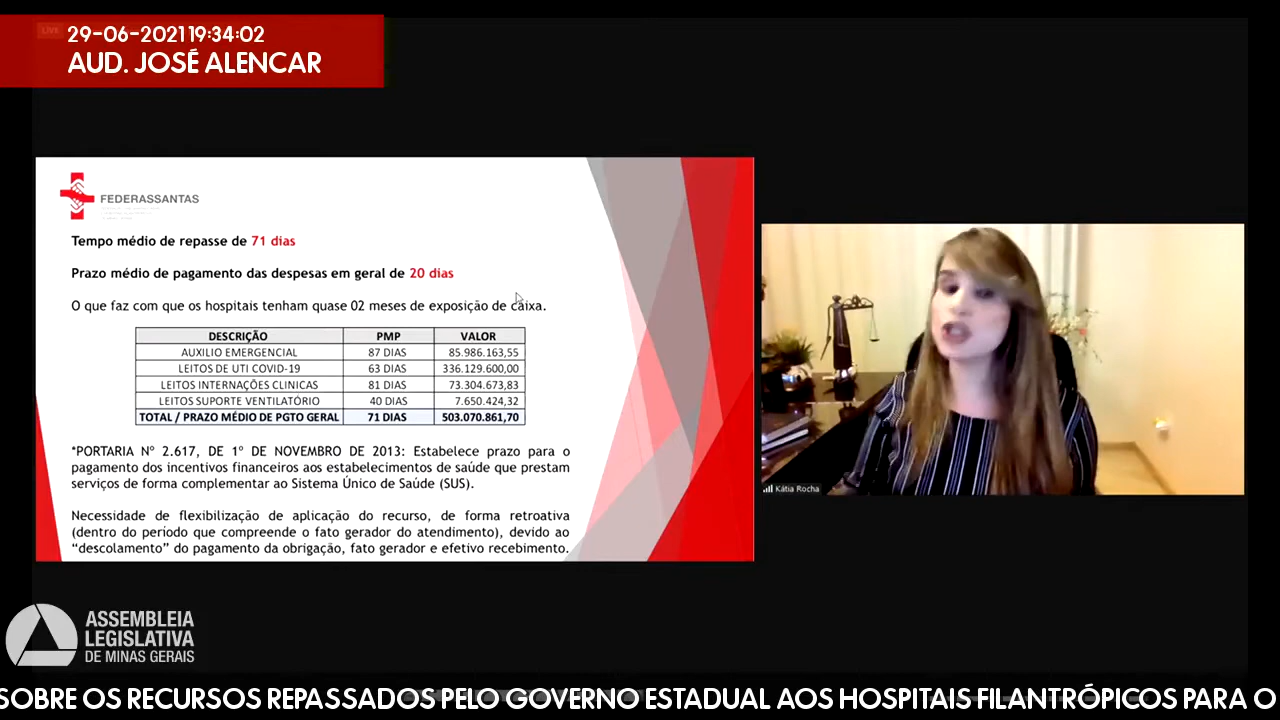 LIVE
29-06-2021 19:34:02
AUD. JOSÉ ALENCAR
FEDERASSANTAS
Tempo médio de repasse de 71 dias
Prazo médio de pagamento das despesas em geral de 20 dias
O que faz com que os hospitais tenham quase 02 meses de exposição de caixa.
DESCRIÇÃO PMP VALOR
AUXILIO EMERGENCIAL 87 DIAS 85.986.163,55
LEITOS DE UTI COVID-19 63 DIAS 336.129.600,00
LEITOS INTERNAÇÕES CLINICAS 81 DIAS 73.304.673,83
LEITOS SUPORTE VENTILATÓRIO 40 DIAS 7.650.424,32
TOTAL / PRAZO MÉDIO DE PGTO GERAL 71 DIAS 503.070.861,70
*PORTARIA Nº 2.617, DE 1º DE NOVEMBRO DE 2013: Estabelece prazo para o
pagamento dos incentivos financeiros aos estabelecimentos de saúde que prestam
serviços de forma complementar ao Sistema Único de Saúde (SUS).
Necessidade de flexibilização de aplicação do recurso, de forma retroativa
(dentro do período que compreende o fato gerador do atendimento), devido ao
“descolamento” do pagamento da obrigação, fato gerador e efetivo recebimento.
Kátia Rocha
ASSEMBLEIA
LEGISLATIVA
DE MINAS GERAIS
SOBRE OS RECURSOS REPASSADOS PELO GOVERNO ESTADUAL AOS HOSPITAIS FILANTRÓPICOS PARA O